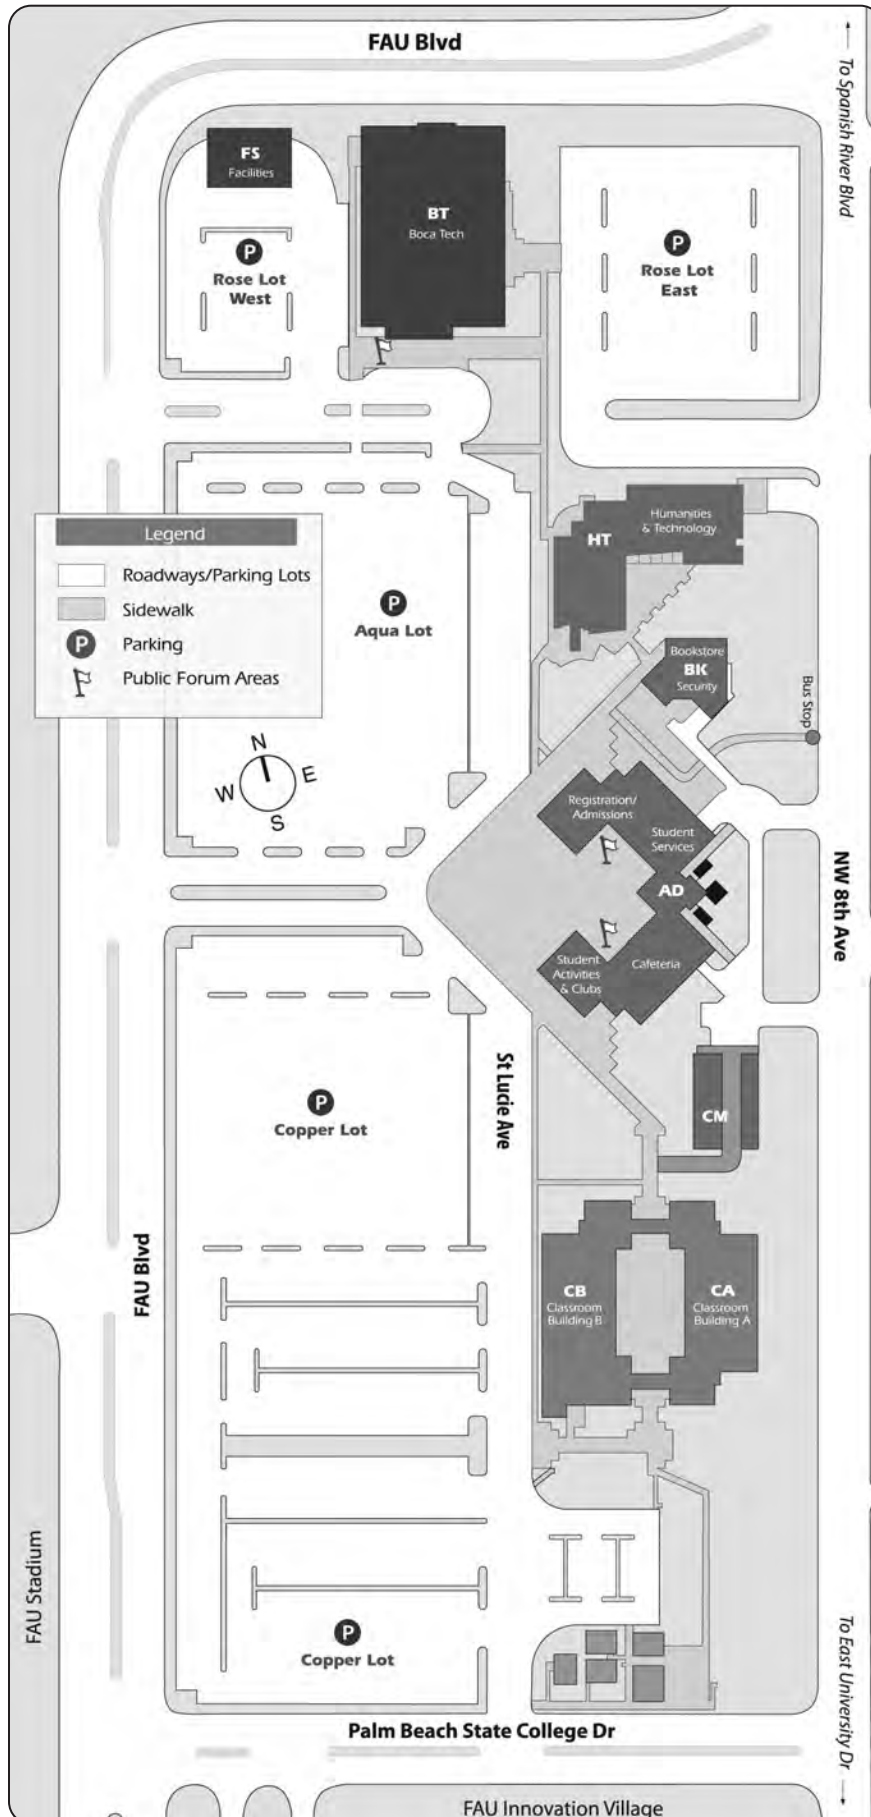 FAU Blvd
To Spanish River Blvd
FS
Facilities
BT
Boca Tech
P
Rose Lot
West
P
Rose Lot
East
Legend
Roadways/Parking Lots
Sidewalk
P
Parking
Public Forum Areas
P
Aqua Lot
HT
Humanities
& Technology
Bookstore
BK
Security
Bus Stop
N
W
E
S
Registration/
Admissions
Student
Services
AD
NW 8th Ave
Student
Activities
& Clubs
Cafeteria
P
Copper Lot
St Lucie Ave
CM
FAU Blvd
CB
Classroom
Building B
CA
Classroom
Building A
FAU Stadium
P
Copper Lot
To East University Dr
Palm Beach State College Dr
FAU Innovation Village